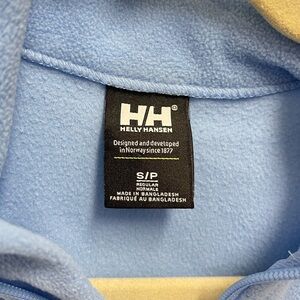 HH®
HELLY HANSEN
Designed and developed
in Norway since 1877
S/P
REGULAR
NORMALE
MADE IN BANGLADESH
FABRIQUÉ AU BANGLADESH